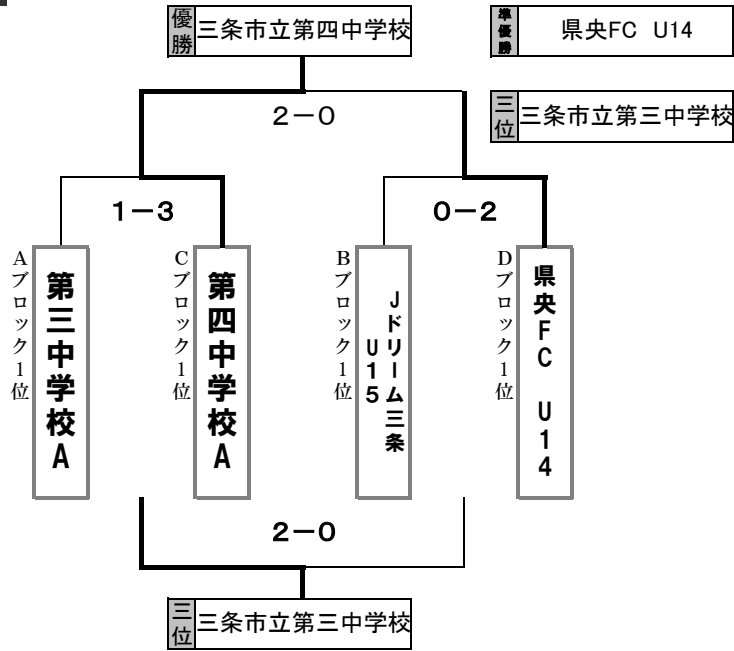 優勝 三条市立第四中学校
準優勝 県央FC U14
三位 三条市立第三中学校
2－0
1－3
0－2
Aブロック1位
第三中学校A
Cブロック1位
第四中学校A
Bブロック1位
Jドリーム三条
U15
Dブロック1位
県央FC U14
2－0
三位 三条市立第三中学校